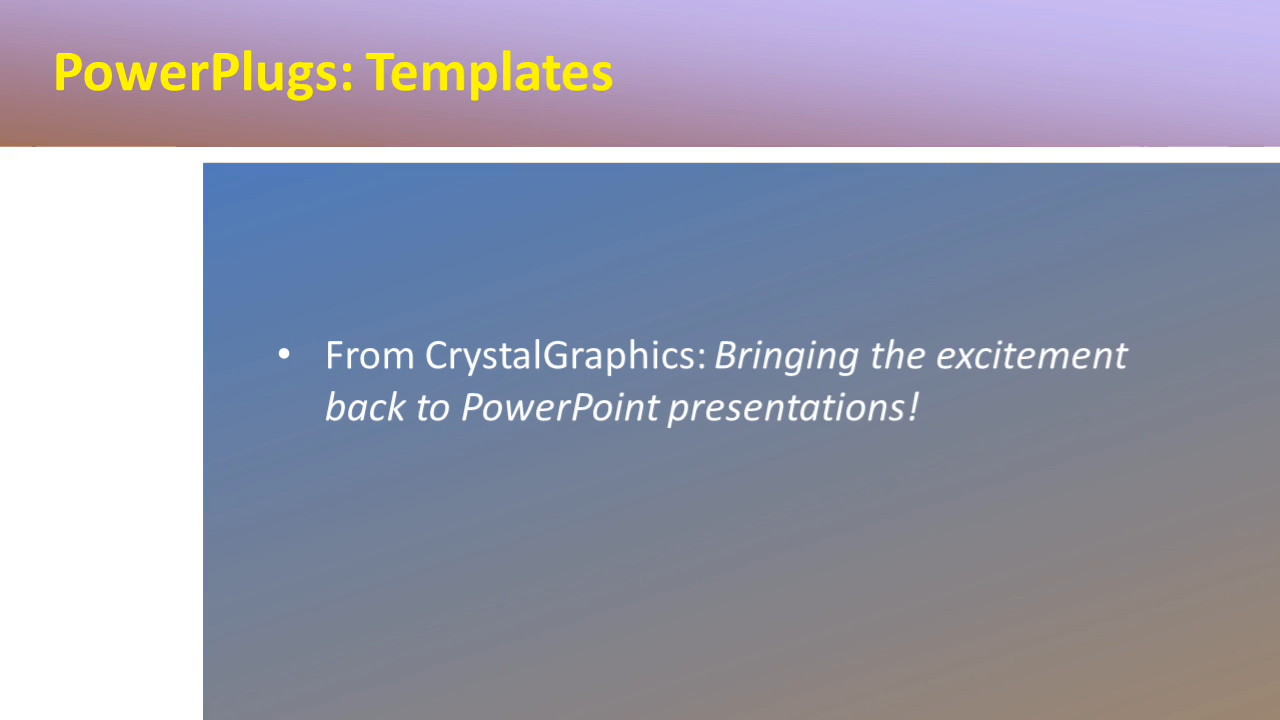 PowerPlugs: Templates
• From CrystalGraphics: Bringing the excitement
back to PowerPoint presentations!